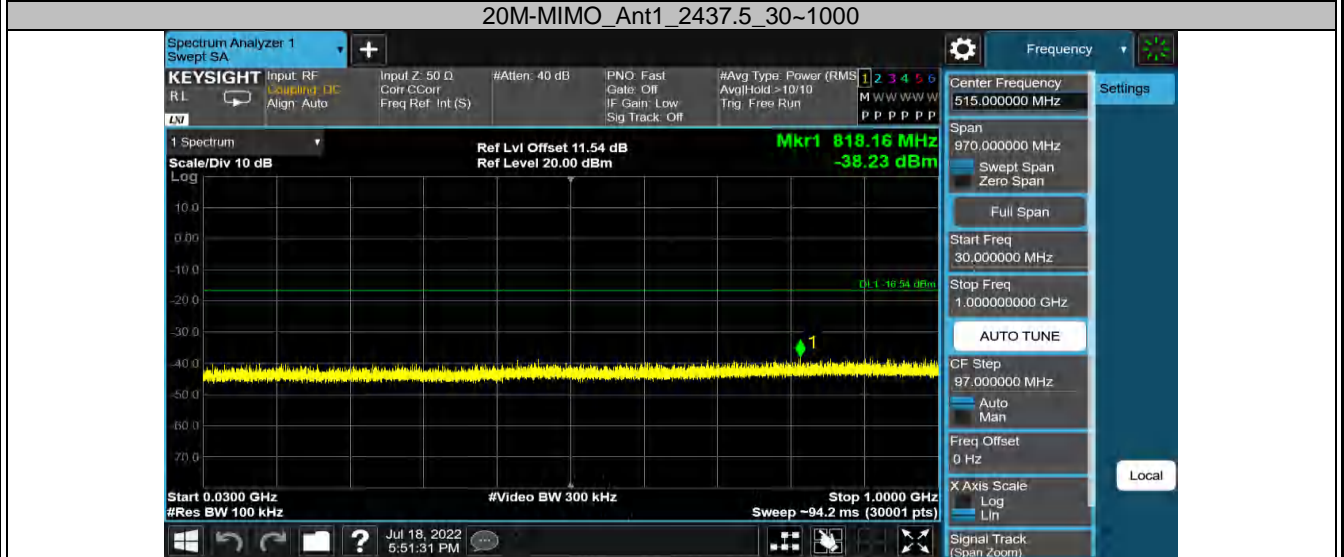 20M-MIMO_Ant1_2437.5_30~1000
Spectrum Analyzer 1
Swept SA
+
Frequency
KEYSIGHT
RL
LXI
Input: RF
Coupling: DC
Align: Auto
Input Z: 50 Ω
Corr CCorr
Freq Ref: Int (S)
#Atten: 40 dB
PNO: Fast
Gate: Off
IF Gain: Low
Sig Track: Off
#Avg Type: Power (RMS
Avg|Hold:>10/10
Trig: Free Run
1 2 3 4 5 6
M W W W W W
P P P P P P
1 Spectrum
Scale/Div 10 dB
Log
Ref Lvl Offset 11.54 dB
Ref Level 20.00 dBm
Mkr1 818.16 MHz
-38.23 dBm
10.0
0.00
-10.0
-20.0
-30.0
-40.0
-50.0
-60.0
-70.0
DL1 -16.54 dBm
1
Start 0.0300 GHz
#Res BW 100 kHz
#Video BW 300 kHz
Stop 1.0000 GHz
Sweep ~94.2 ms (30001 pts)
Center Frequency
515.000000 MHz
Settings
Span
970.000000 MHz
Swept Span
Zero Span
Full Span
Start Freq
30.000000 MHz
Stop Freq
1.000000000 GHz
AUTO TUNE
CF Step
97.000000 MHz
Auto
Man
Freq Offset
0 Hz
X Axis Scale
Log
Lin
Local
Signal Track
(Span Zoom)
?
Jul 18, 2022
5:51:31 PM